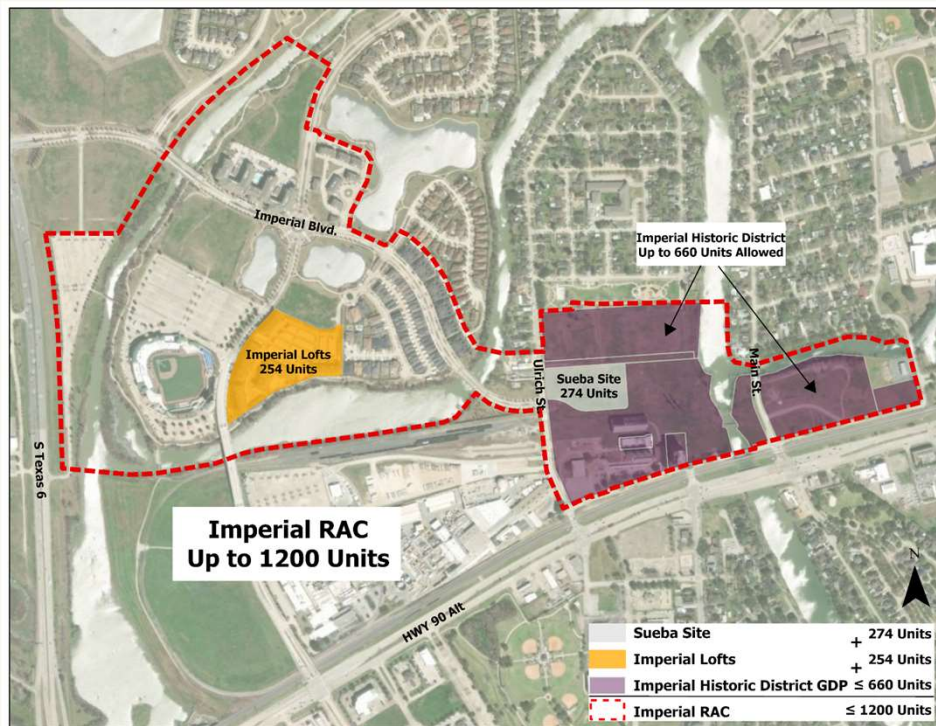 Imperial Blvd.
Imperial Historic District
Up to 660 Units Allowed
Imperial Lofts
254 Units
Ulrich St.
Sueba Site
274 Units
Main St.
S Texas 6
Imperial RAC
Up to 1200 Units
HWY 90 Alt
N
Sueba Site + 274 Units
Imperial Lofts + 254 Units
Imperial Historic District GDP ≤ 660 Units
Imperial RAC ≤ 1200 Units